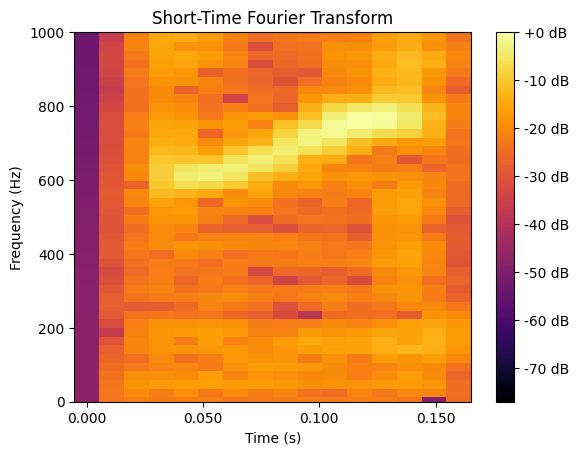 Short-Time Fourier Transform
1000
800
600
400
200
0
Frequency (Hz)
0.000
0.050
0.100
0.150
Time (s)
+0 dB
-10 dB
-20 dB
-30 dB
-40 dB
-50 dB
-60 dB
-70 dB